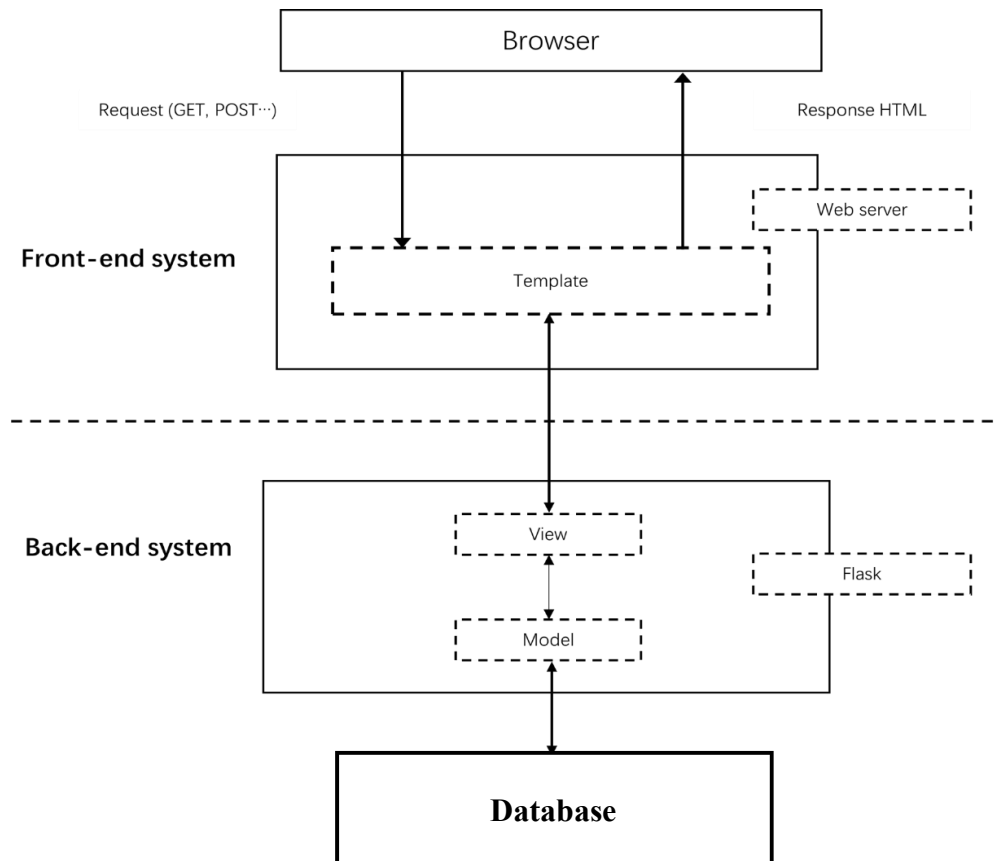 Browser
Request (GET, POST…)
Response HTML
Web server
Front-end system
Template
View
Back-end system
Flask
Model
Database